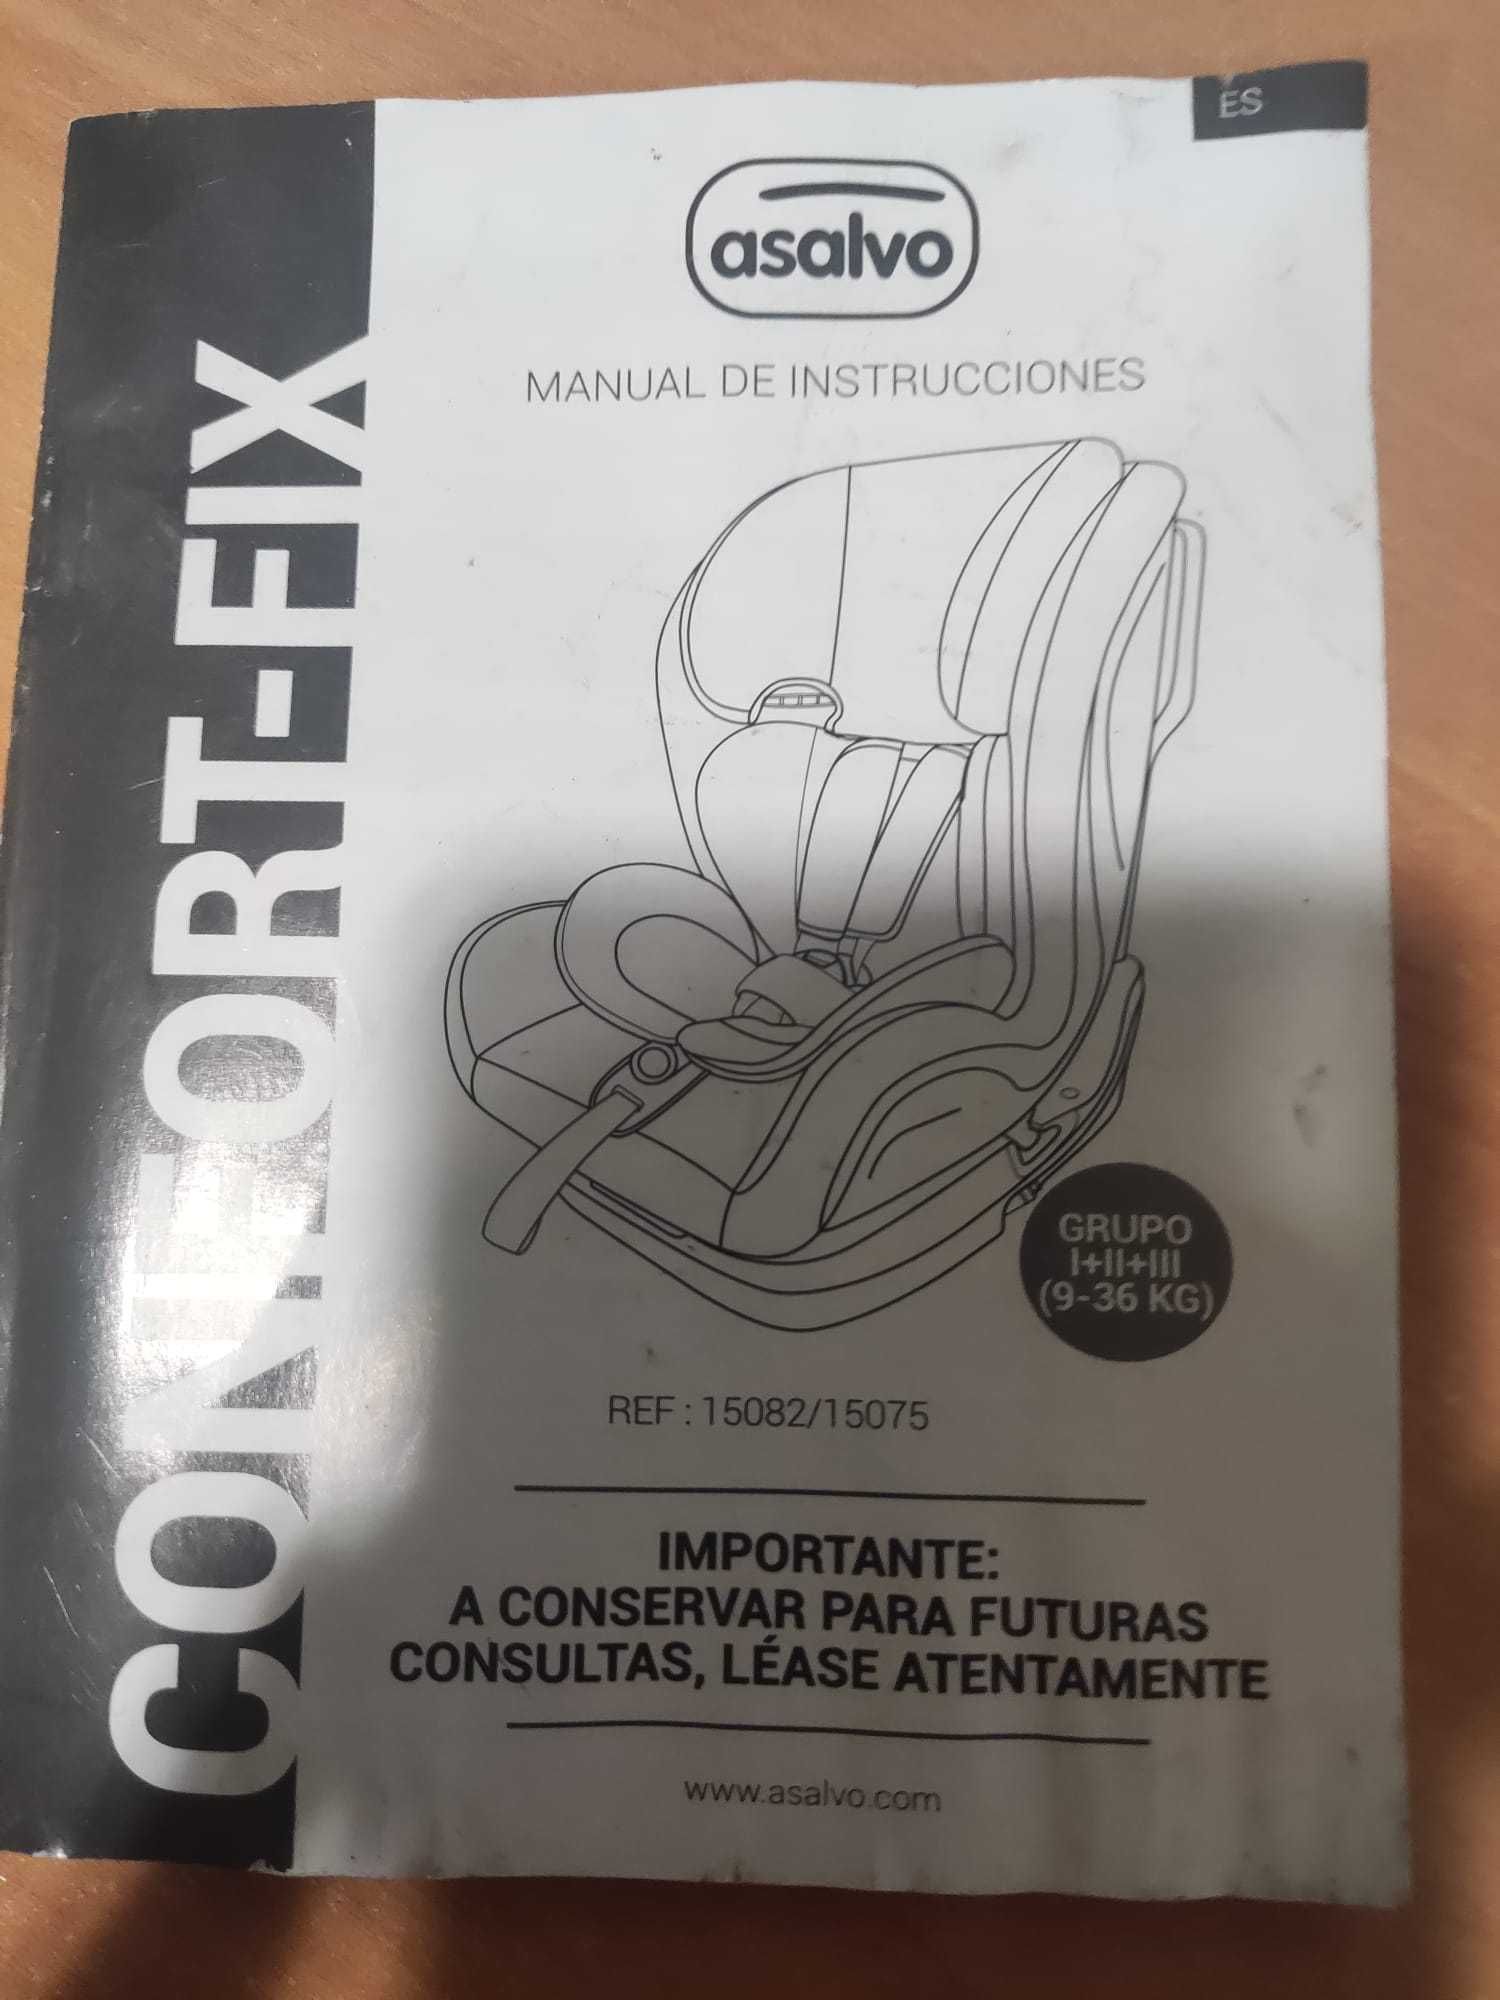 ES
asalvo
MANUAL DE INSTRUCCIONES
CONFORT-FIX
GRUPO
I+II+III
(9-36 KG)
REF : 15082/15075
IMPORTANTE:
A CONSERVAR PARA FUTURAS
CONSULTAS, LÉASE ATENTAMENTE
www.asalvo.com